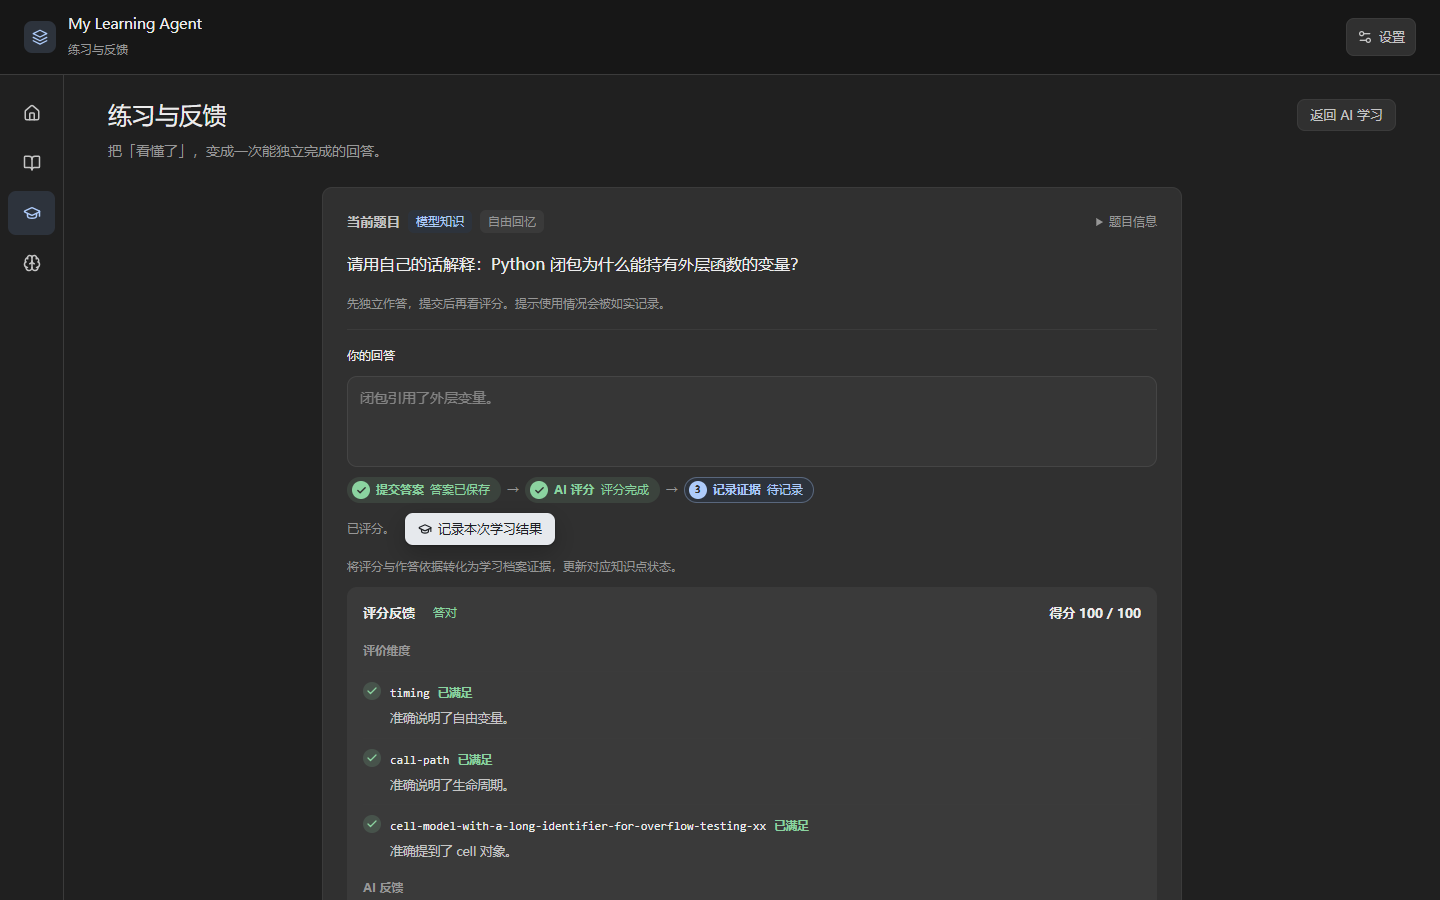 My Learning Agent
练习与反馈
设置
练习与反馈
返回 AI 学习
把「看懂了」，变成一次能独立完成的回答。
当前题目 模型知识 自由回忆
题目信息
请用自己的话解释：Python 闭包为什么能持有外层函数的变量？
先独立作答，提交后再看评分。提示使用情况会被如实记录。
你的回答
闭包引用了外层变量。
提交答案 答案已保存 → AI 评分 评分完成 → 3 记录证据 待记录
已评分。 记录本次学习结果
将评分与作答依据转化为学习档案证据，更新对应知识点状态。
评分反馈 答对 得分 100 / 100
评价维度
timing 已满足
准确说明了自由变量。
call-path 已满足
准确说明了生命周期。
cell-model-with-a-long-identifier-for-overflow-testing-xx 已满足
准确提到了 cell 对象。
AI 反馈